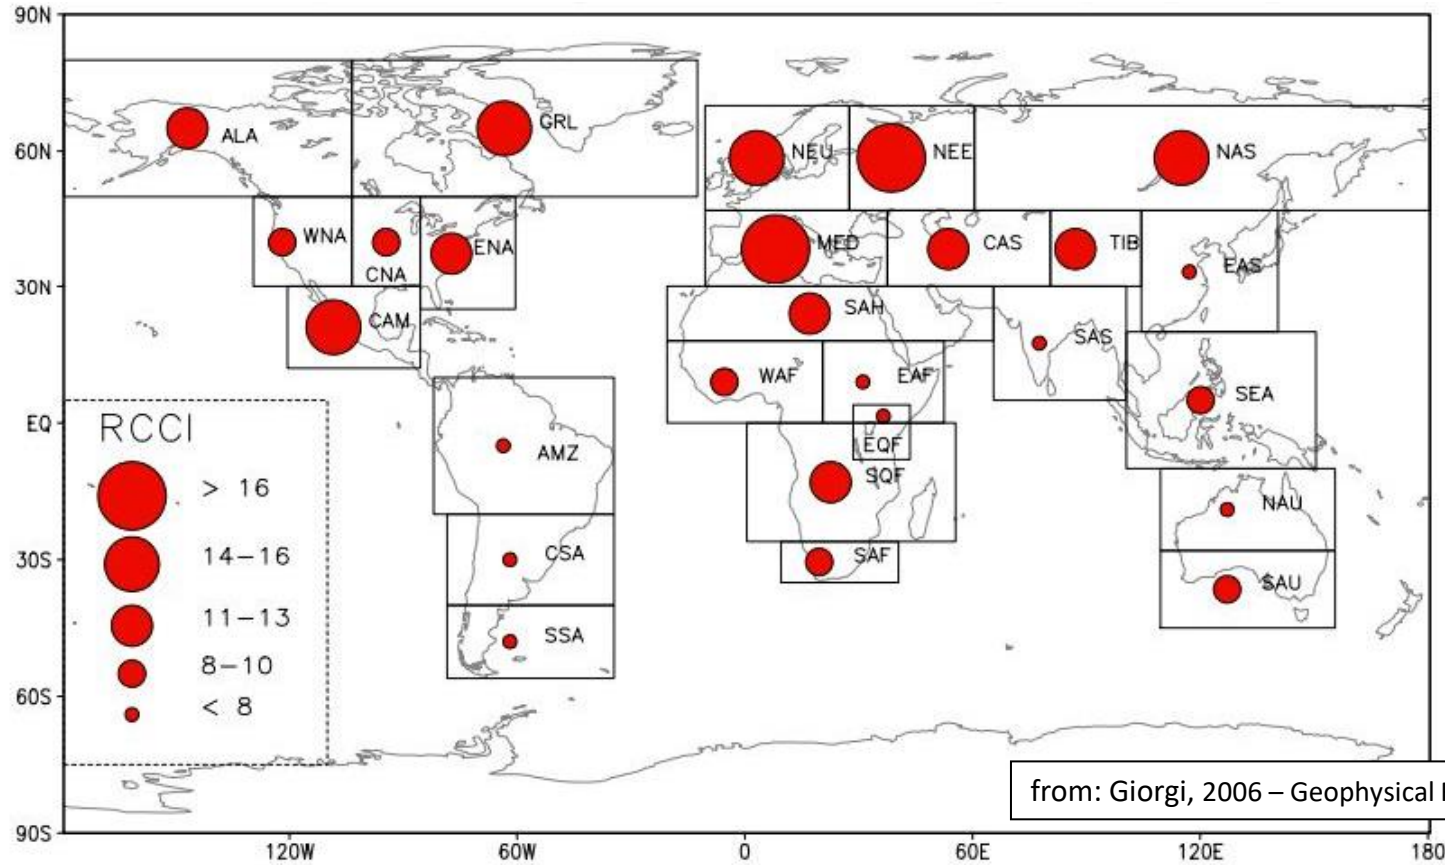 90N
60N
30N
EQ
30S
60S
90S
120W
60W
0
60E
120E
180
ALA
GRL
NEU
NEE
NAS
WNA
CNA
ENA
MED
CAS
TIB
EAS
CAM
SAH
SAS
WAF
EAF
SEA
EQF
AMZ
SQF
NAU
CSA
SAF
SAU
SSA
RCCI
> 16
14-16
11-13
8-10
< 8
from: Giorgi, 2006 – Geophysical